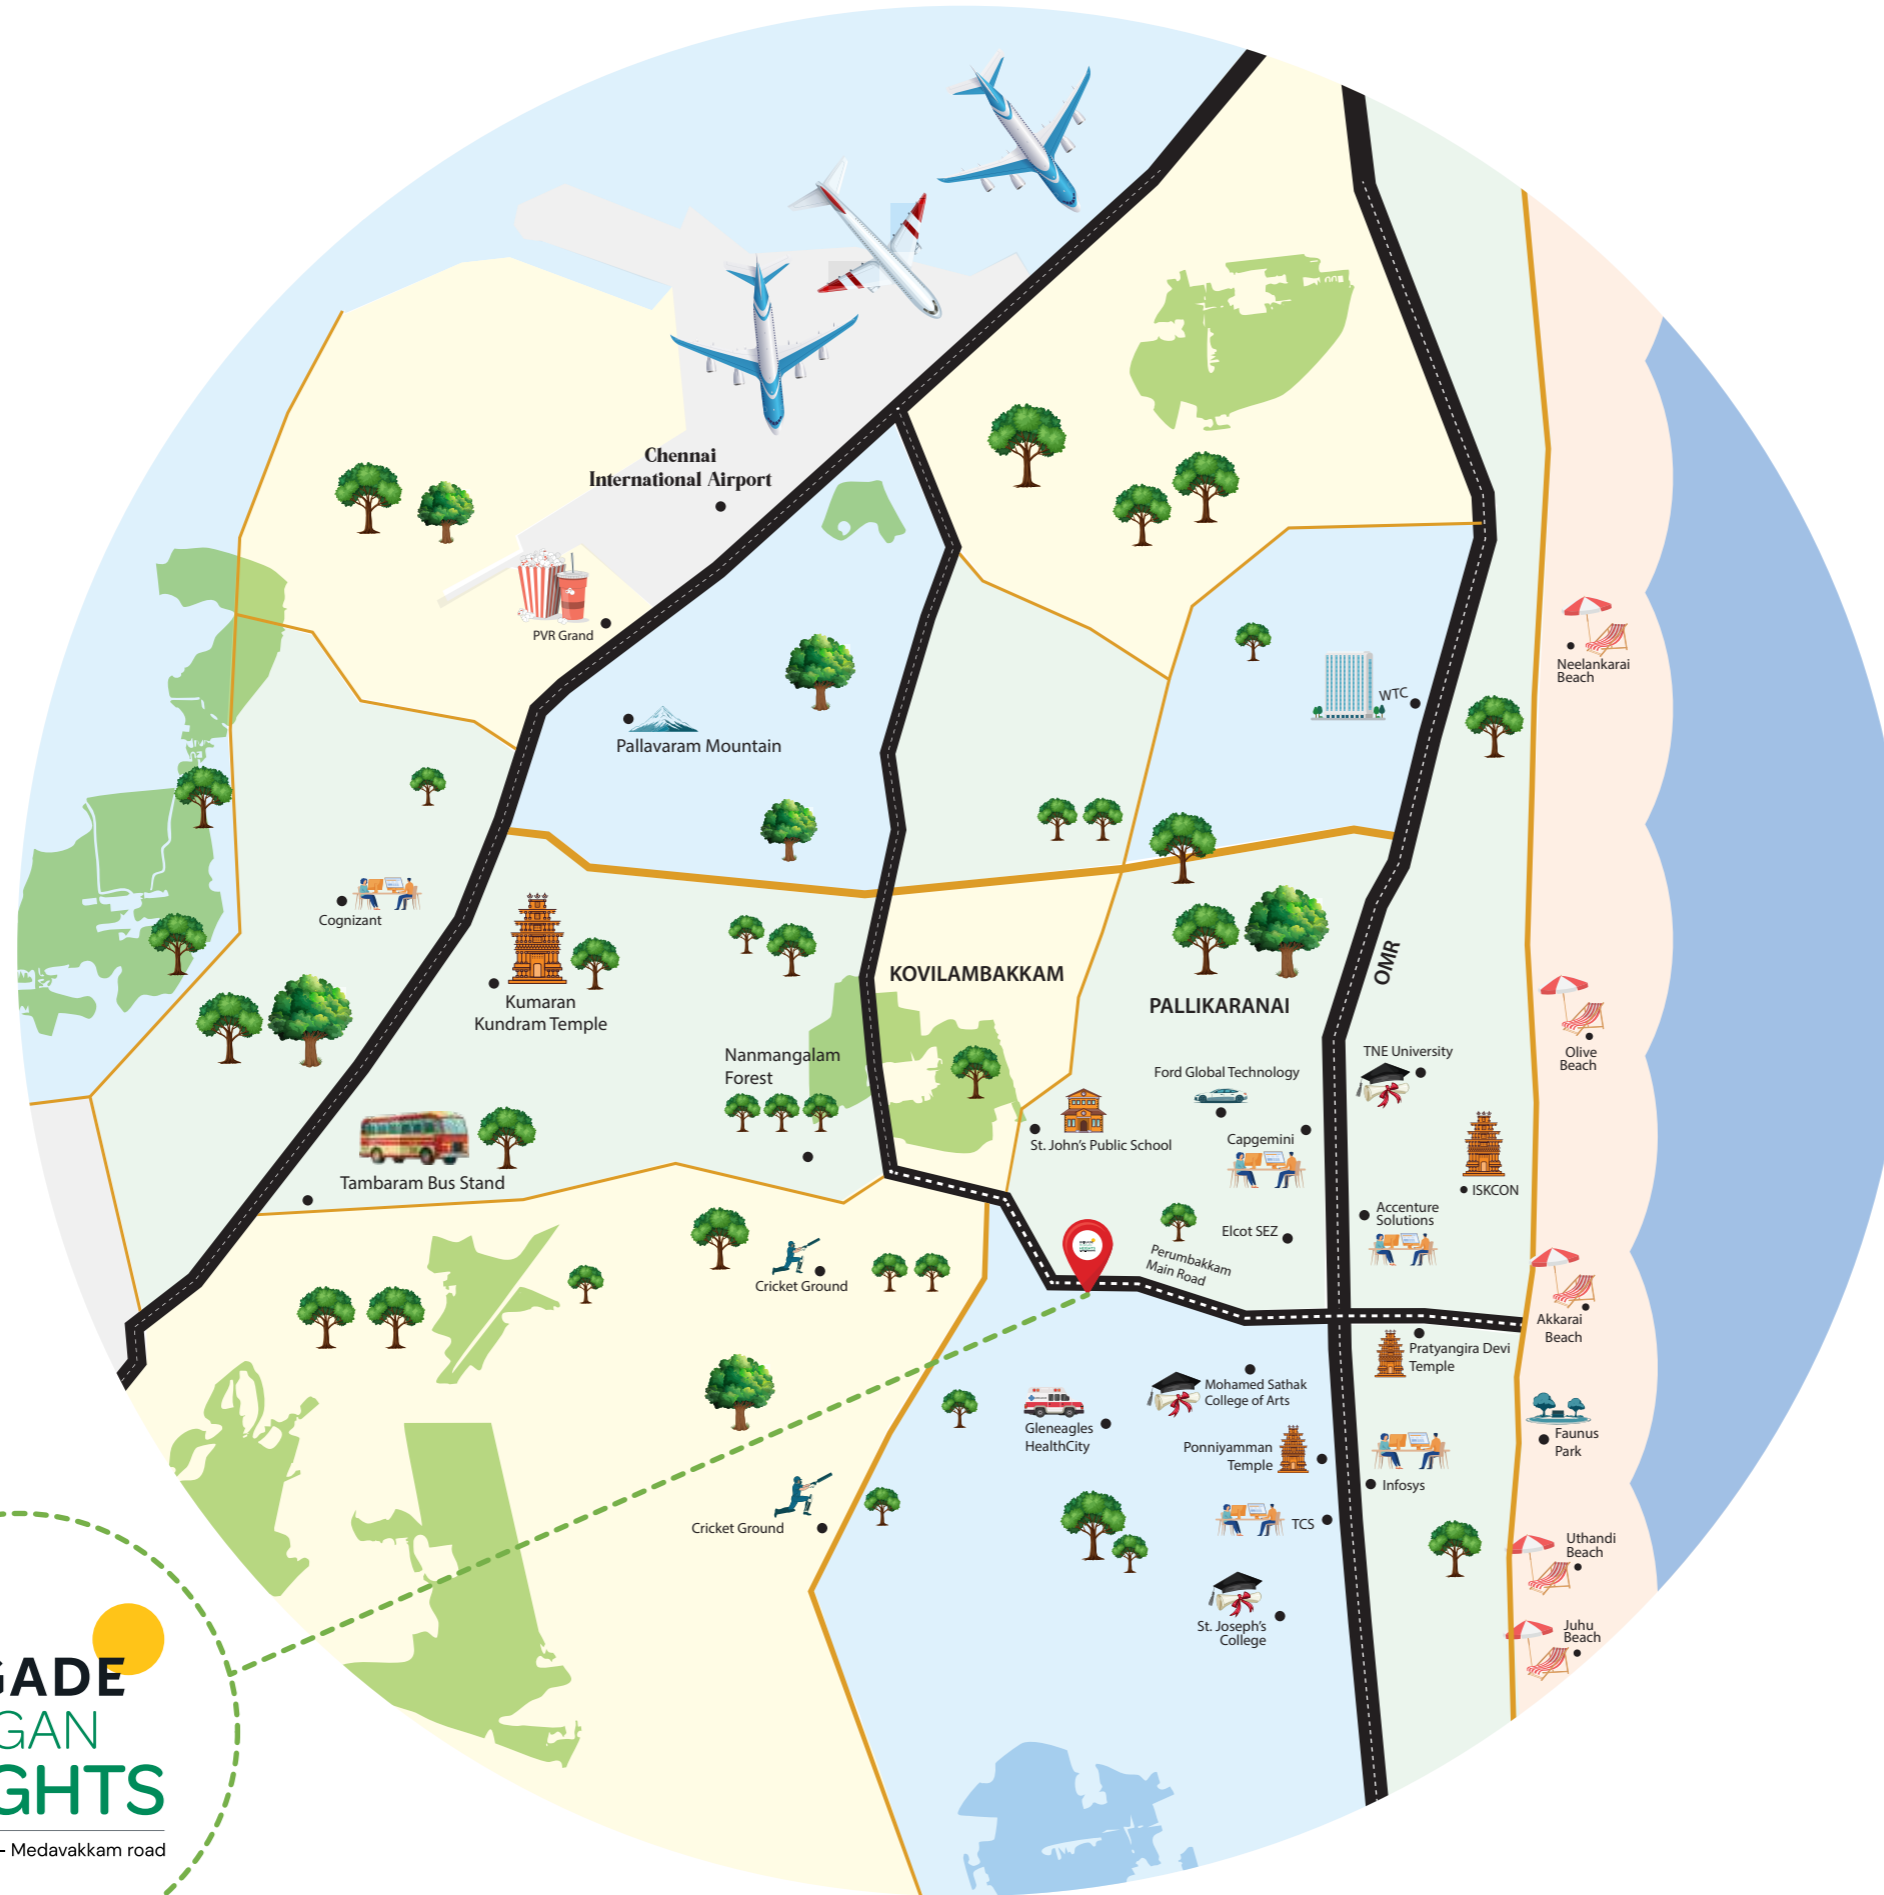 Chennai
International Airport
PVR Grand
Neelankarai
Beach
WTC
Pallavaram Mountain
Cognizant
OMR
KOVILAMBAKKAM
PALLIKARANAI
Kumaran
Kundram Temple
Olive
Beach
TNE University
Nanmangalam
Forest
Ford Global Technology
Capgemini
St. John's Public School
Tambaram Bus Stand
ISKCON
Accenture
Solutions
Elcot SEZ
Perumbakkam
Main Road
Cricket Ground
Akkarai
Beach
Pratyangira Devi
Temple
Mohamed Sathak
College of Arts
Gleneagles
HealthCity
Faunus
Park
Ponniyamman
Temple
Infosys
Cricket Ground
TCS
Uthandi
Beach
St. Joseph's
College
Juhu
Beach
GADE
GAN
GHTS
– Medavakkam road